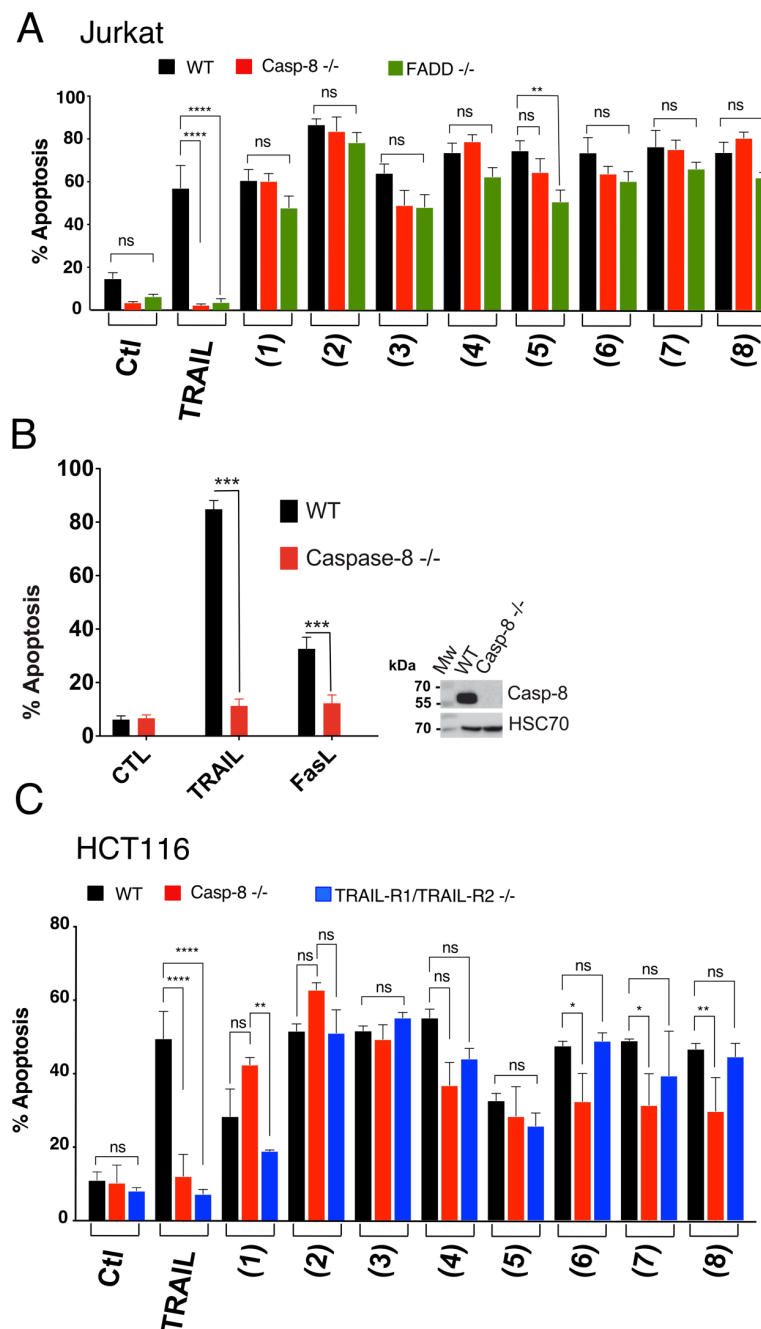 A Jurkat
WT Casp-8 -/- FADD -/-
% Apoptosis
100
80
60
40
20
0
ns
****
****
ns
ns
ns
ns
**
ns
ns
ns
ns
Ctl TRAIL (1) (2) (3) (4) (5) (6) (7) (8)
B
% Apoptosis
100
80
60
40
20
0
***
***
WT
Caspase-8 -/-
CTL TRAIL FasL
kDa Mw WT Casp-8 -/-
70
55
Casp-8
70
HSC70
C
HCT116
WT Casp-8 -/- TRAIL-R1/TRAIL-R2 -/-
% Apoptosis
80
60
40
20
0
ns
****
****
ns
**
ns
ns
ns
ns
ns
ns
ns
*
ns
*
ns
**
Ctl TRAIL (1) (2) (3) (4) (5) (6) (7) (8)